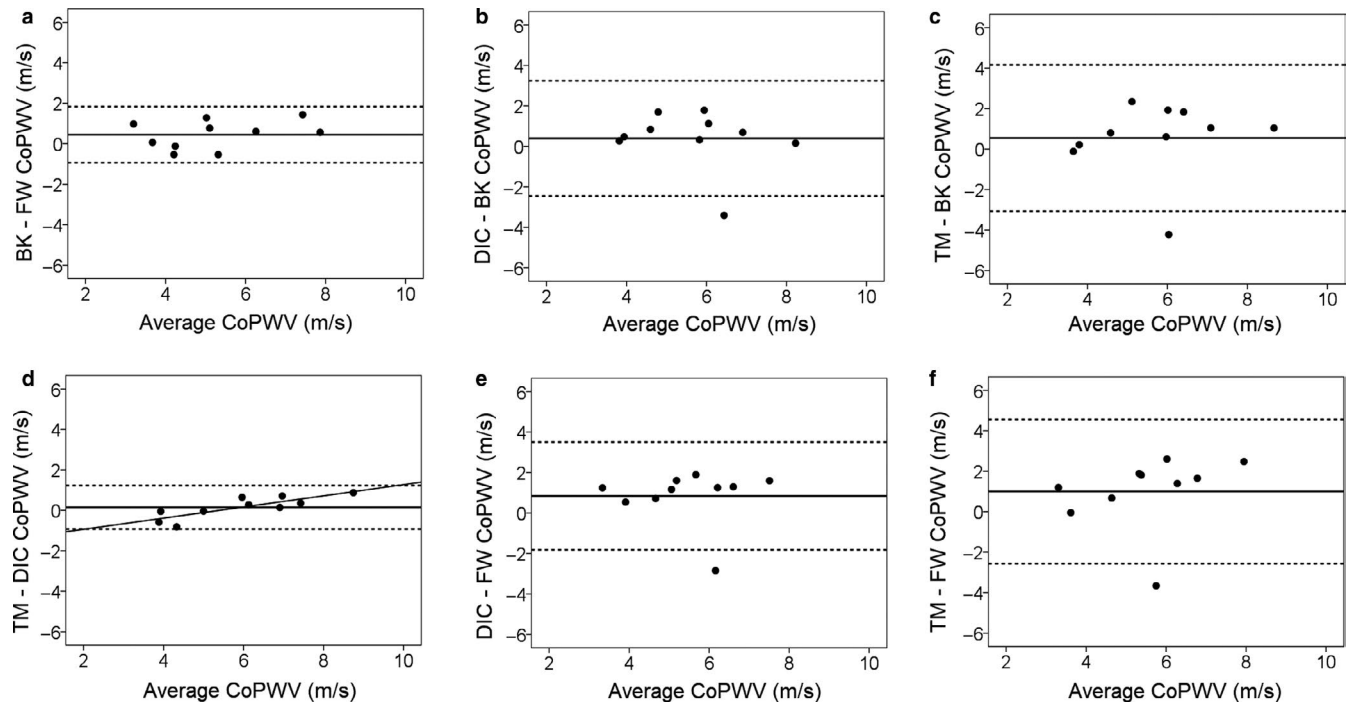 a
6
4
2
0
−2
−4
−6
BK - FW CoPWV (m/s)
2 4 6 8 10
Average CoPWV (m/s)
b
6
4
2
0
−2
−4
−6
DIC - BK CoPWV (m/s)
2 4 6 8 10
Average CoPWV (m/s)
c
6
4
2
0
−2
−4
−6
TM - BK CoPWV (m/s)
2 4 6 8 10
Average CoPWV (m/s)
d
6
4
2
0
−2
−4
−6
TM - DIC CoPWV (m/s)
2 4 6 8 10
Average CoPWV (m/s)
e
6
4
2
0
−2
−4
−6
DIC - FW CoPWV (m/s)
2 4 6 8 10
Average CoPWV (m/s)
f
6
4
2
0
−2
−4
−6
TM - FW CoPWV (m/s)
2 4 6 8 10
Average CoPWV (m/s)